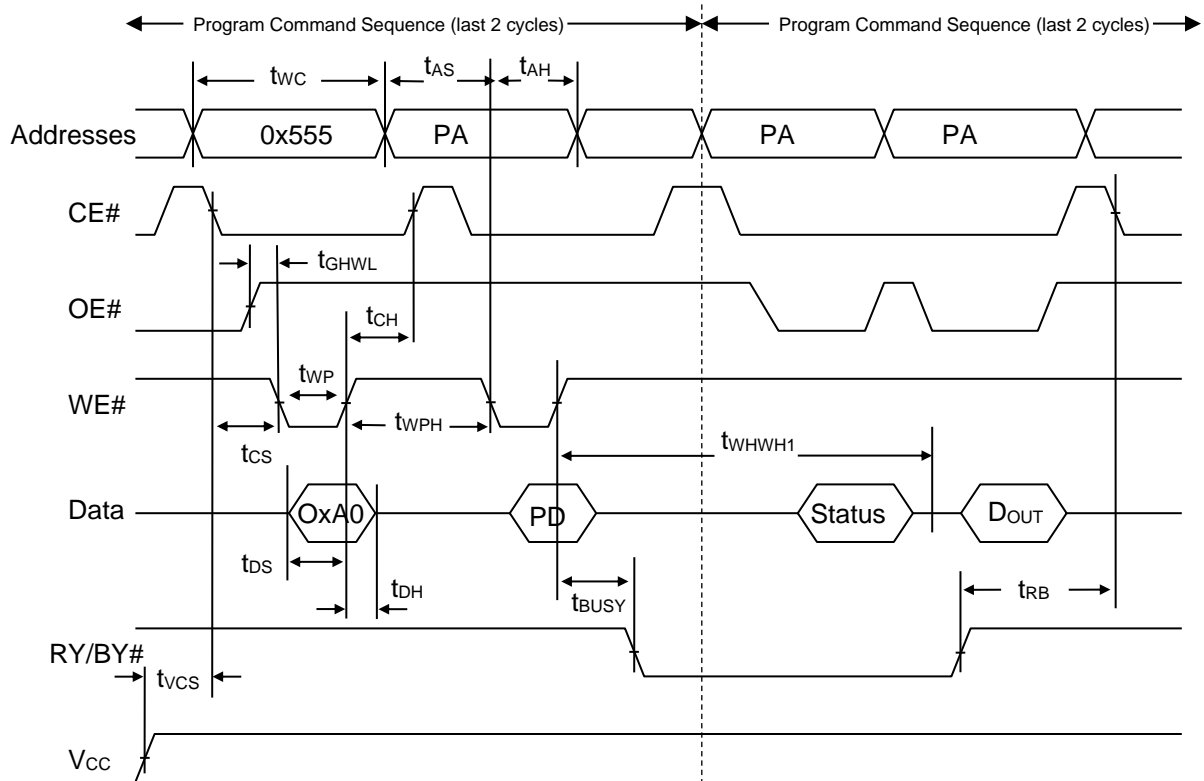 Program Command Sequence (last 2 cycles)
Program Command Sequence (last 2 cycles)
tWC
tAS
tAH
Addresses
0x555
PA
PA
PA
CE#
tGHWL
OE#
tCH
tWP
WE#
tWPH
tCS
tWHWH1
Data
OxA0
PD
Status
DOUT
tDS
tDH
tBUSY
tRB
RY/BY#
tVCS
VCC